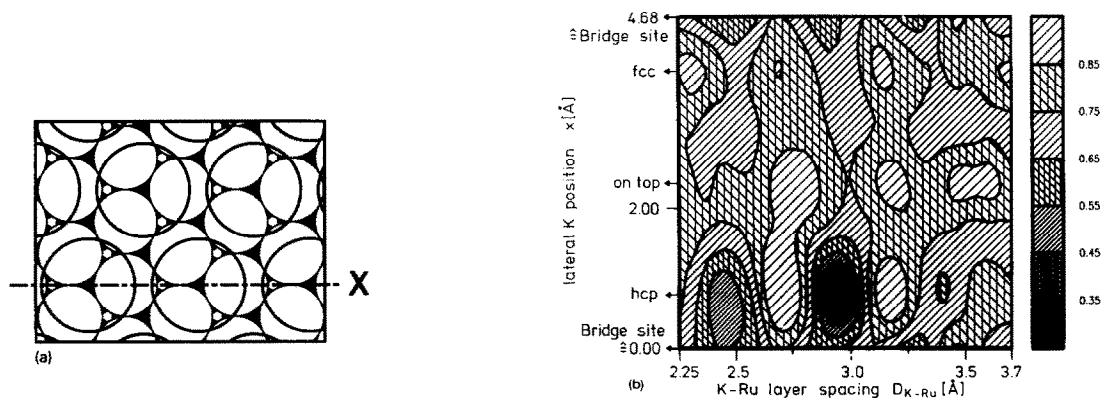 (a)
X
4.68
≙Bridge site
fcc
on top
2.00
hcp
Bridge site
≙0.00
lateral K position x[Å]
2.25 2.5 3.0 3.5 3.7
K-Ru layer spacing D K-Ru [Å]
(b)
0.85
0.75
0.65
0.55
0.45
0.35